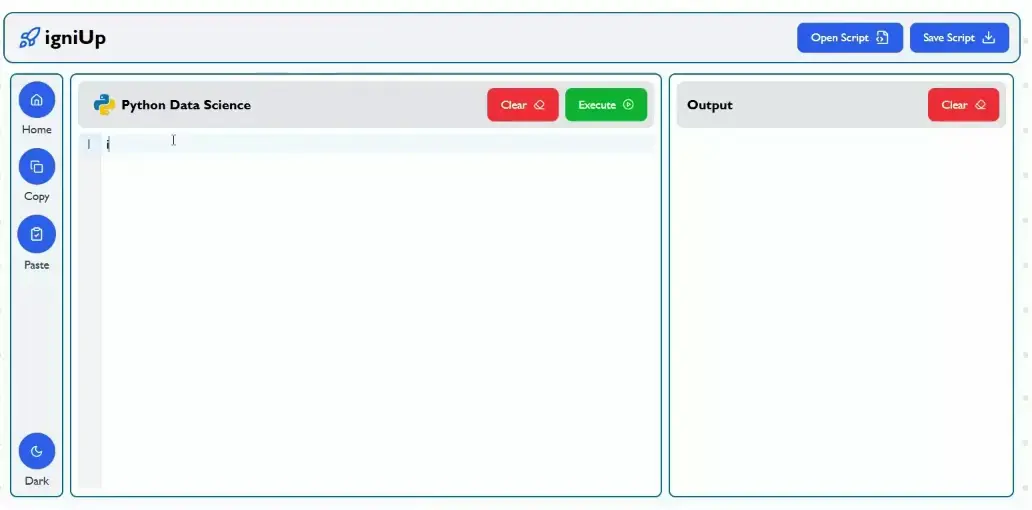 igniUp
Open Script
Save Script
Home
Copy
Paste
Dark
Python Data Science
Clear
Execute
1 i
Output
Clear